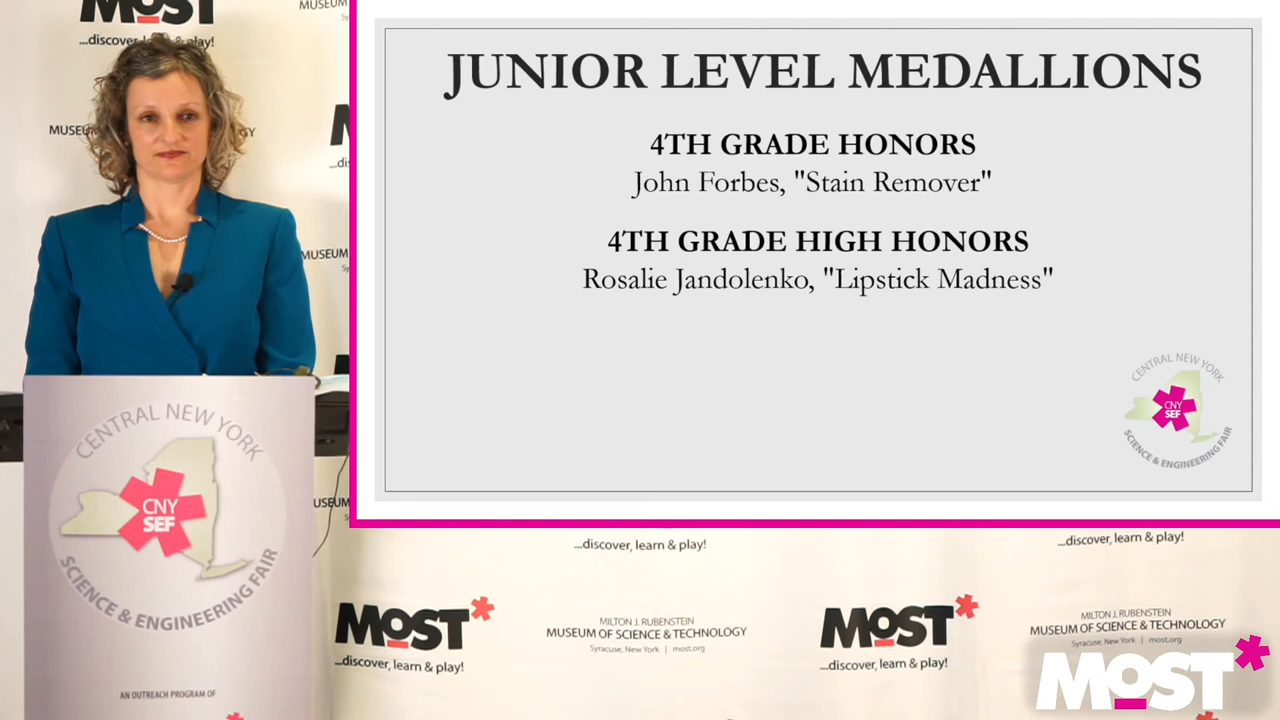 MOST
...discover, learn & play!
MUSEUM
JUNIOR LEVEL MEDALLIONS
4TH GRADE HONORS
John Forbes, "Stain Remover"
4TH GRADE HIGH HONORS
Rosalie Jandolenko, "Lipstick Madness"
CENTRAL NEW YORK
CNY
SEF
SCIENCE & ENGINEERING FAIR
CENTRAL NEW YORK
CNY
SEF
SCIENCE & ENGINEERING FAIR
AN OUTREACH PROGRAM OF
...discover, learn & play!
...discover, learn & play!
MOST*
...discover, learn & play!
MILTON J. RUBENSTEIN
MUSEUM OF SCIENCE & TECHNOLOGY
Syracuse, New York | most.org
MOST*
...discover, learn & play!
MILTON J. RUBENSTEIN
MUSEUM OF SCIENCE & TECHNOLOGY
Syracuse, New York | most.org
MOST*